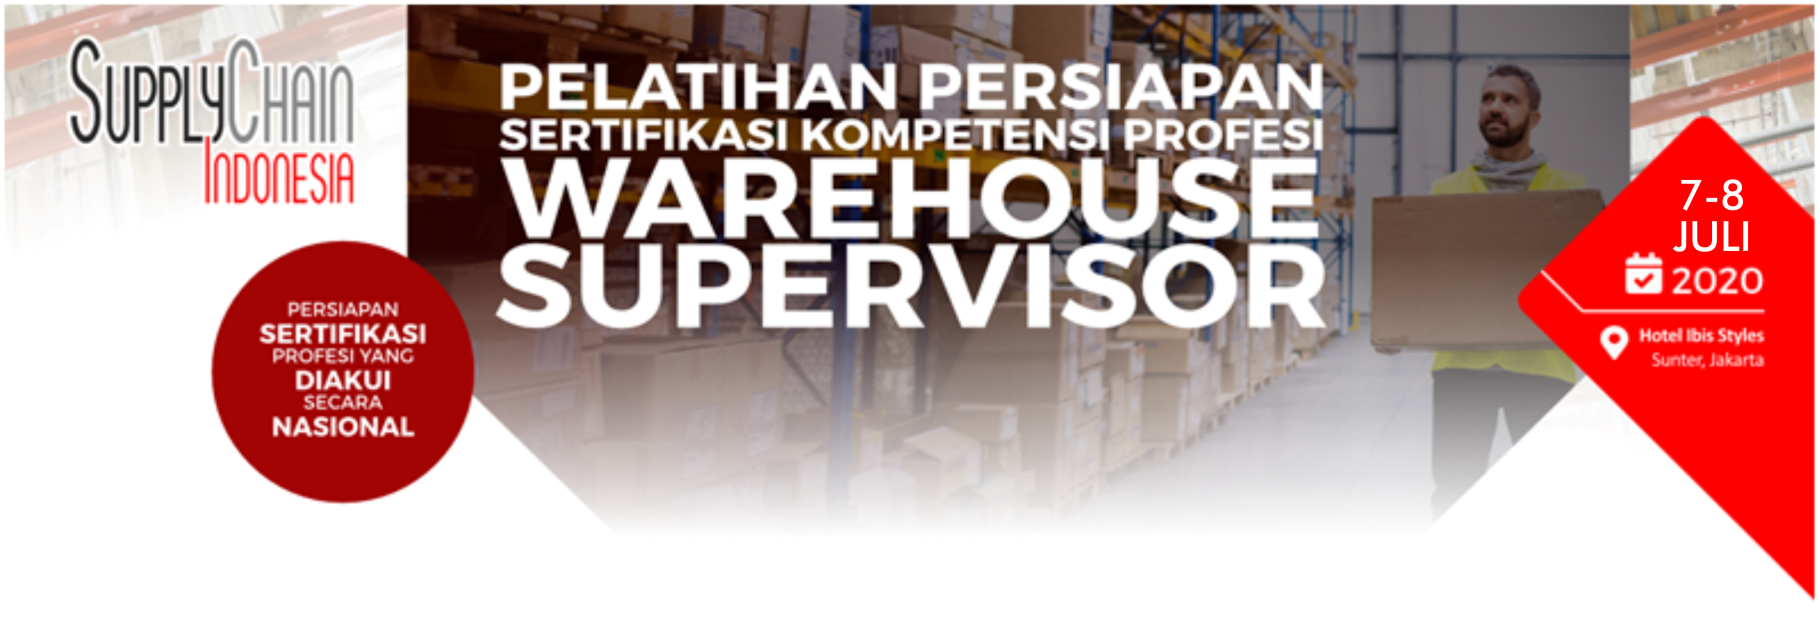 SUPPLYCHAIN
INDONESIA
PELATIHAN PERSIAPAN
SERTIFIKASI KOMPETENSI PROFESI
WAREHOUSE
SUPERVISOR
PERSIAPAN
SERTIFIKASI
PROFESI YANG
DIAKUI
SECARA
NASIONAL
7-8
JULI
2020
Hotel Ibis Styles
Sunter, Jakarta